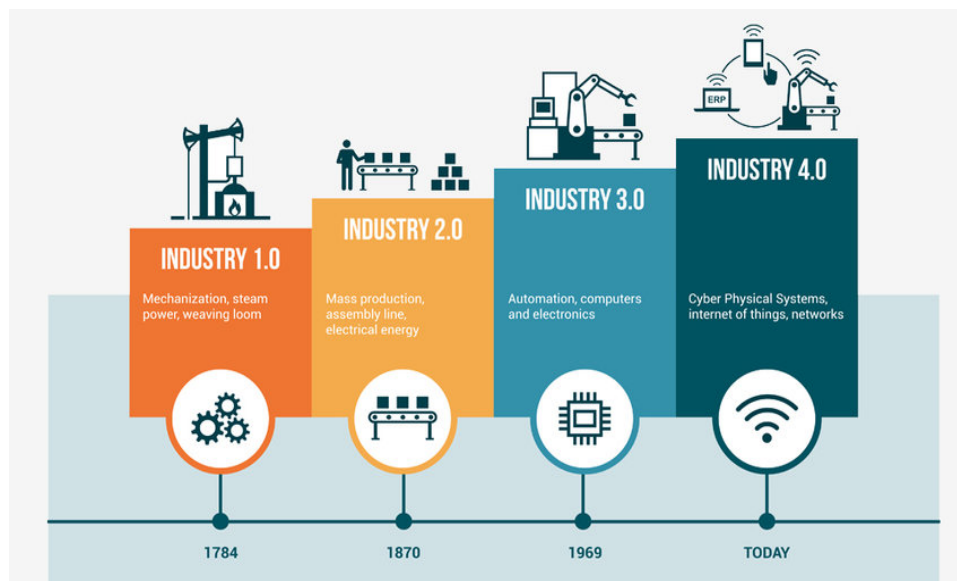 ERP
INDUSTRY 1.0
Mechanization, steam
power, weaving loom
INDUSTRY 2.0
Mass production,
assembly line,
electrical energy
INDUSTRY 3.0
Automation, computers
and electronics
INDUSTRY 4.0
Cyber Physical Systems,
internet of things, networks
1784
1870
1969
TODAY